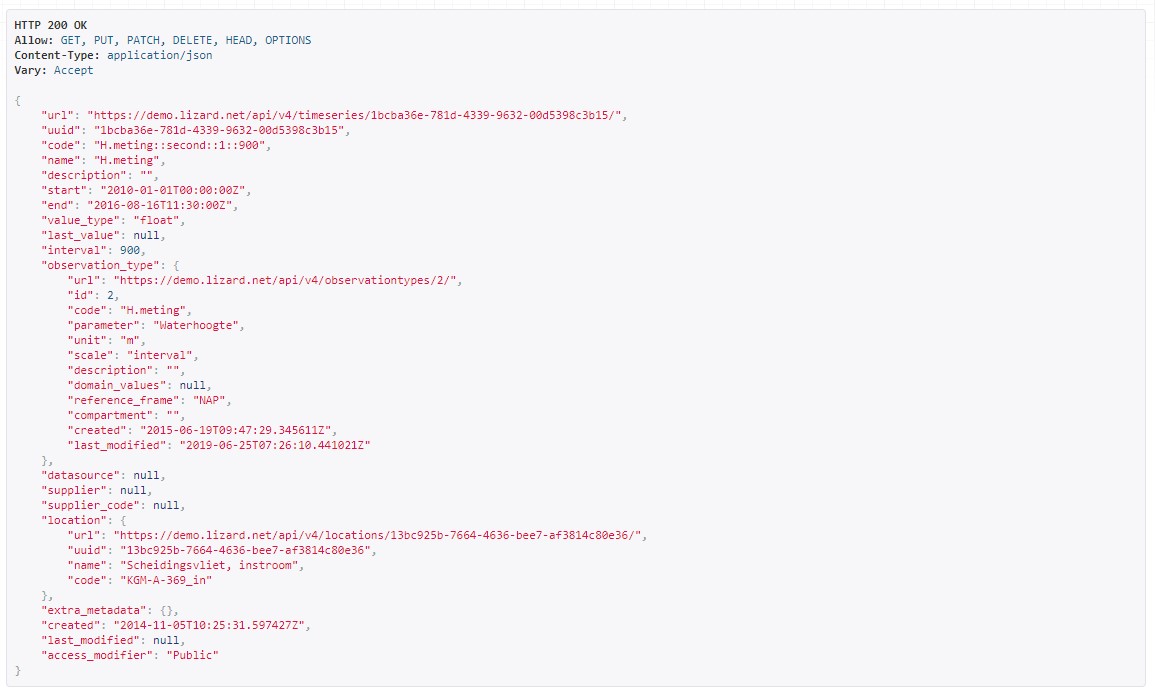 HTTP 200 OK
Allow: GET, PUT, PATCH, DELETE, HEAD, OPTIONS
Content-Type: application/json
Vary: Accept
{
"url": "https://demo.lizard.net/api/v4/timeseries/1bcba36e-781d-4339-9632-00d5398c3b15/",
"uuid": "1bcba36e-781d-4339-9632-00d5398c3b15",
"code": "H.meting::second::1::900",
"name": "H.meting",
"description": "",
"start": "2010-01-01T00:00:00Z",
"end": "2016-08-16T11:30:00Z",
"value_type": "float",
"last_value": null,
"interval": 900,
"observation_type": {
"url": "https://demo.lizard.net/api/v4/observationtypes/2/",
"id": 2,
"code": "H.meting",
"parameter": "Waterhoogte",
"unit": "m",
"scale": "interval",
"description": "",
"domain_values": null,
"reference_frame": "NAP",
"compartment": "",
"created": "2015-06-19T09:47:29.345611Z",
"last_modified": "2019-06-25T07:26:10.441021Z"
},
"datasource": null,
"supplier": null,
"supplier_code": null,
"location": {
"url": "https://demo.lizard.net/api/v4/locations/13bc925b-7664-4636-bee7-af3814c80e36/",
"uuid": "13bc925b-7664-4636-bee7-af3814c80e36",
"name": "Scheidingsvliet, instroom",
"code": "KGM-A-369_in"
},
"extra_metadata": {},
"created": "2014-11-05T10:25:31.597427Z",
"last_modified": null,
"access_modifier": "Public"
}